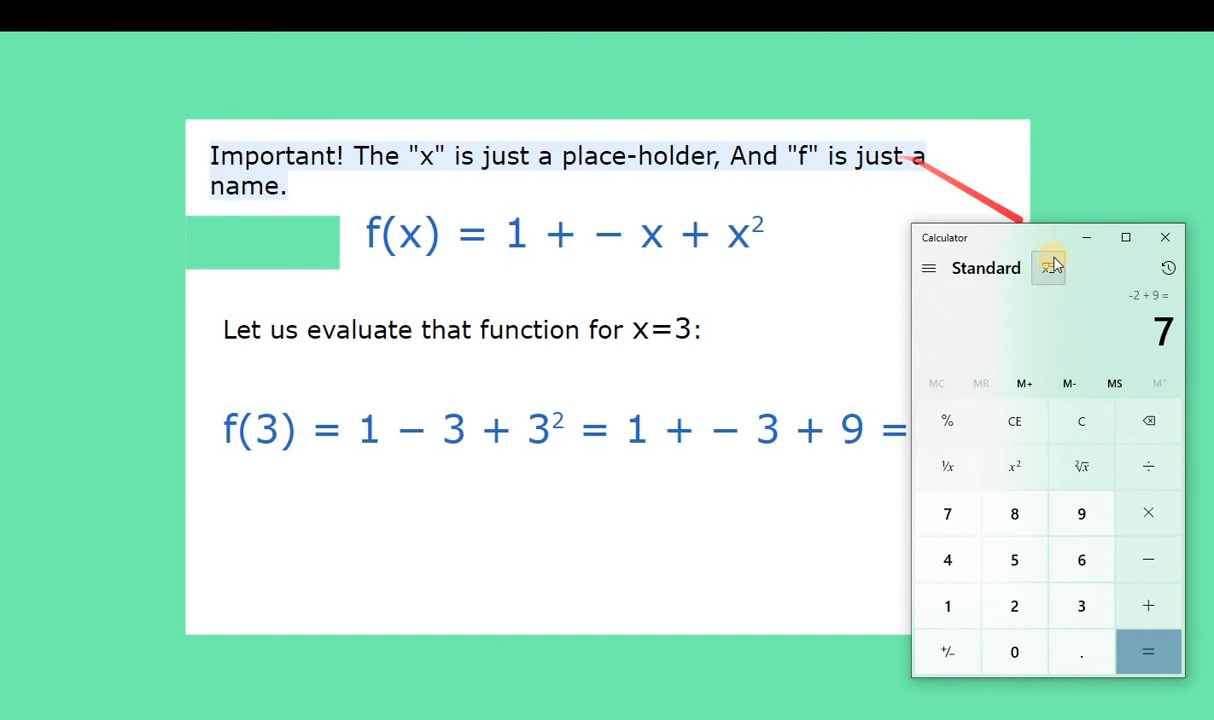 Important! The "x" is just a place-holder, And "f" is just a
name.
f(x) = 1 + − x + x²
Let us evaluate that function for x=3:
f(3) = 1 − 3 + 3² = 1 + − 3 + 9 =
Calculator
Standard
-2 + 9 =
7
MC MR M+ M- MS M˅
% CE C
⅟x x² ²√x ÷
7 8 9 ×
4 5 6 −
1 2 3 +
+/− 0 . =